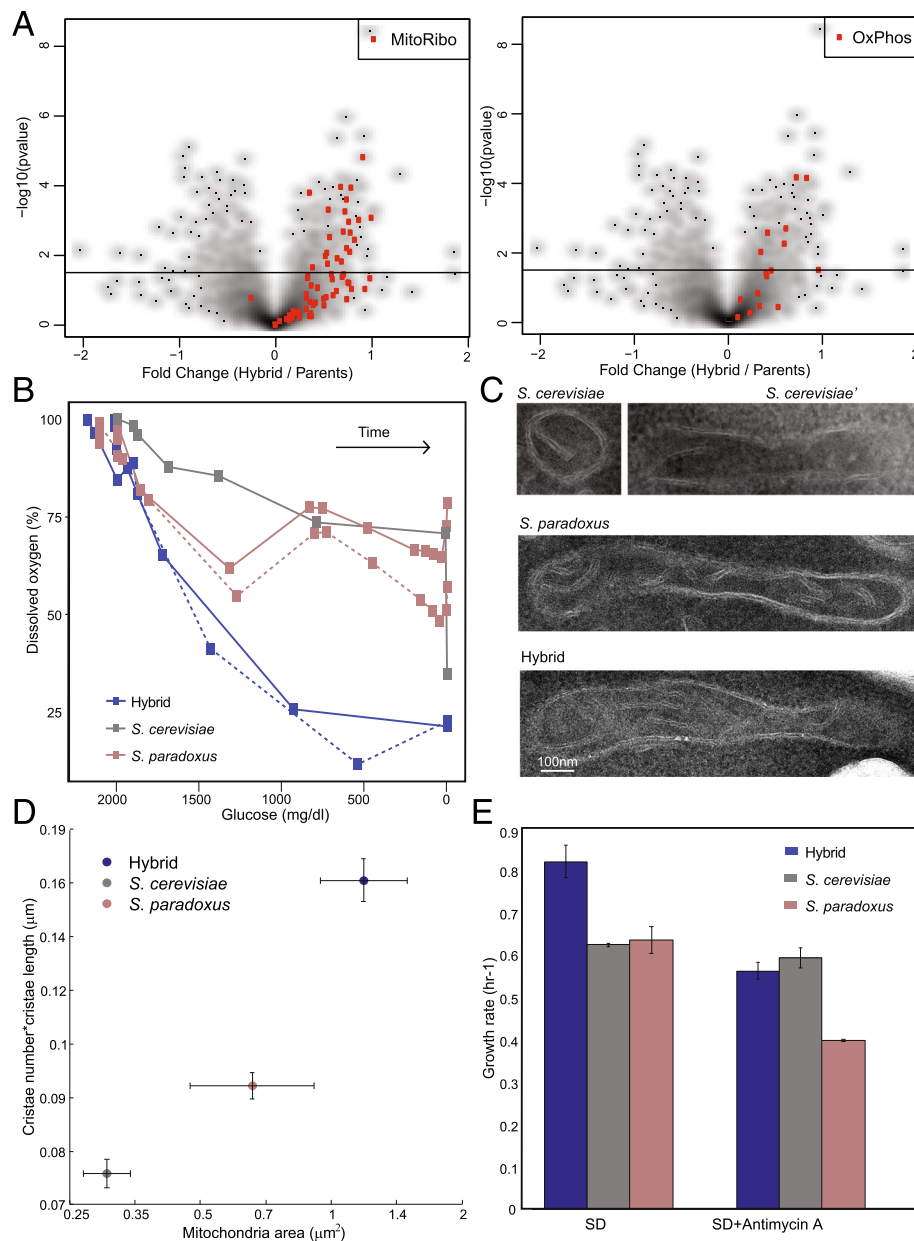 A
MitoRibo
OxPhos
−log10(pvalue)
8
6
4
2
0
−2
−1
0
1
2
Fold Change (Hybrid / Parents)
−log10(pvalue)
8
6
4
2
0
−2
−1
0
1
2
Fold Change (Hybrid / Parents)
B
Dissolved oxygen (%)
100
75
50
25
Time
Hybrid
S. cerevisiae
S. paradoxus
2000
1000
500
0
Glucose (mg/dl)
C
S. cerevisiae
S. cerevisiae’
S. paradoxus
Hybrid
100nm
D
Cristae number*cristae length (µm)
0.19
0.16
0.12
0.1
0.09
0.08
0.07
Hybrid
S. cerevisiae
S. paradoxus
0.25
0.35
0.5
0.7
1
1.4
2
Mitochondria area (µm²)
E
Growth rate (hr-1)
0.9
0.8
0.7
0.6
0.5
0.4
0.3
0.2
0.1
0
Hybrid
S. cerevisiae
S. paradoxus
SD
SD+Antimycin A